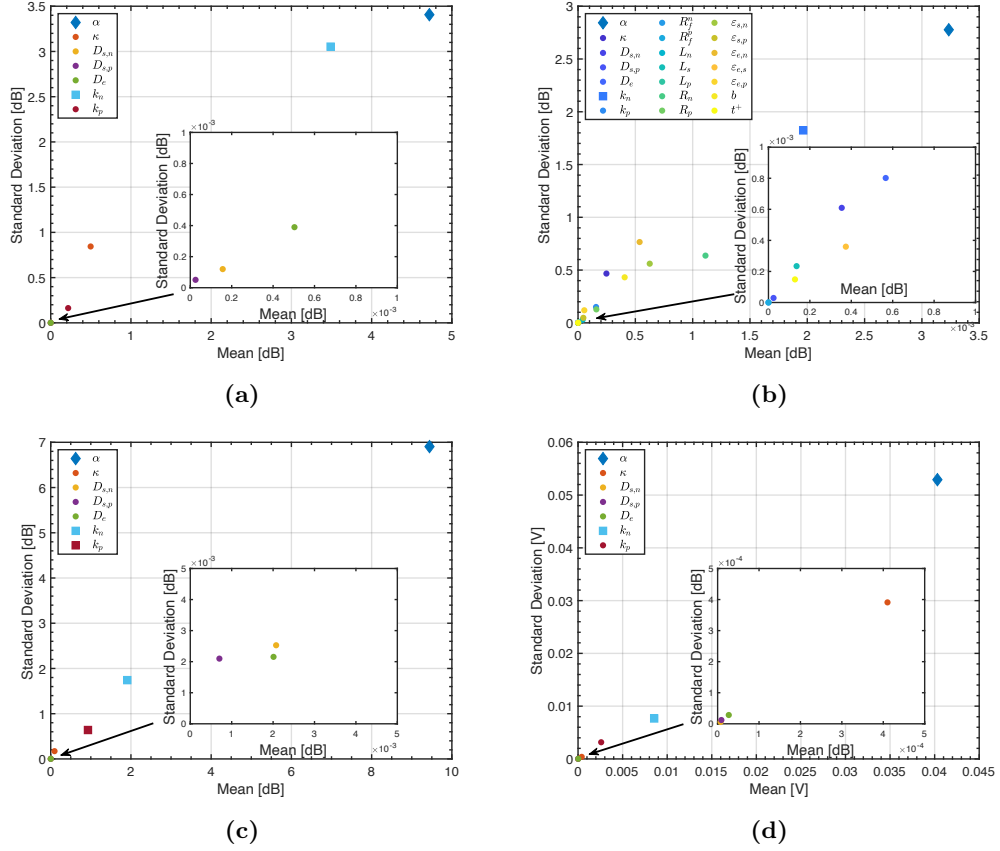 3.5
3
2.5
2
1.5
1
0.5
0
0 1 2 3 4 5
Standard Deviation [dB]
Mean [dB]
α
κ
D_{s,n}
D_{s,p}
D_e
k_n
k_p
×10^{-3}
1
0.8
0.6
0.4
0.2
0
0 0.2 0.4 0.6 0.8 1
×10^{-3}
Standard Deviation [dB]
Mean [dB]
(a)
3
2.5
2
1.5
1
0.5
0
0 0.5 1 1.5 2 2.5 3 3.5
Standard Deviation [dB]
Mean [dB]
α R_f^n ε_{s,n}
κ R_f^p ε_{s,p}
D_{s,n} L_n ε_{e,n}
D_{s,p} L_s ε_{e,s}
D_e L_p ε_{e,p}
k_n R_n b
k_p R_p t^+
×10^{-3}
1
0.8
0.6
0.4
0.2
0
0 0.2 0.4 0.6 0.8 1
×10^{-3}
Standard Deviation [dB]
Mean [dB]
(b)
7
6
5
4
3
2
1
0
0 2 4 6 8 10
Standard Deviation [dB]
Mean [dB]
α
κ
D_{s,n}
D_{s,p}
D_e
k_n
k_p
×10^{-3}
5
4
3
2
1
0
0 1 2 3 4 5
×10^{-3}
Standard Deviation [dB]
Mean [dB]
(c)
0.06
0.05
0.04
0.03
0.02
0.01
0
0 0.005 0.01 0.015 0.02 0.025 0.03 0.035 0.04 0.045
Standard Deviation [V]
Mean [V]
α
κ
D_{s,n}
D_{s,p}
D_e
k_n
k_p
5 ×10^{-4}
4
3
2
1
0
0 1 2 3 4 5
×10^{-4}
Standard Deviation [dB]
Mean [dB]
(d)